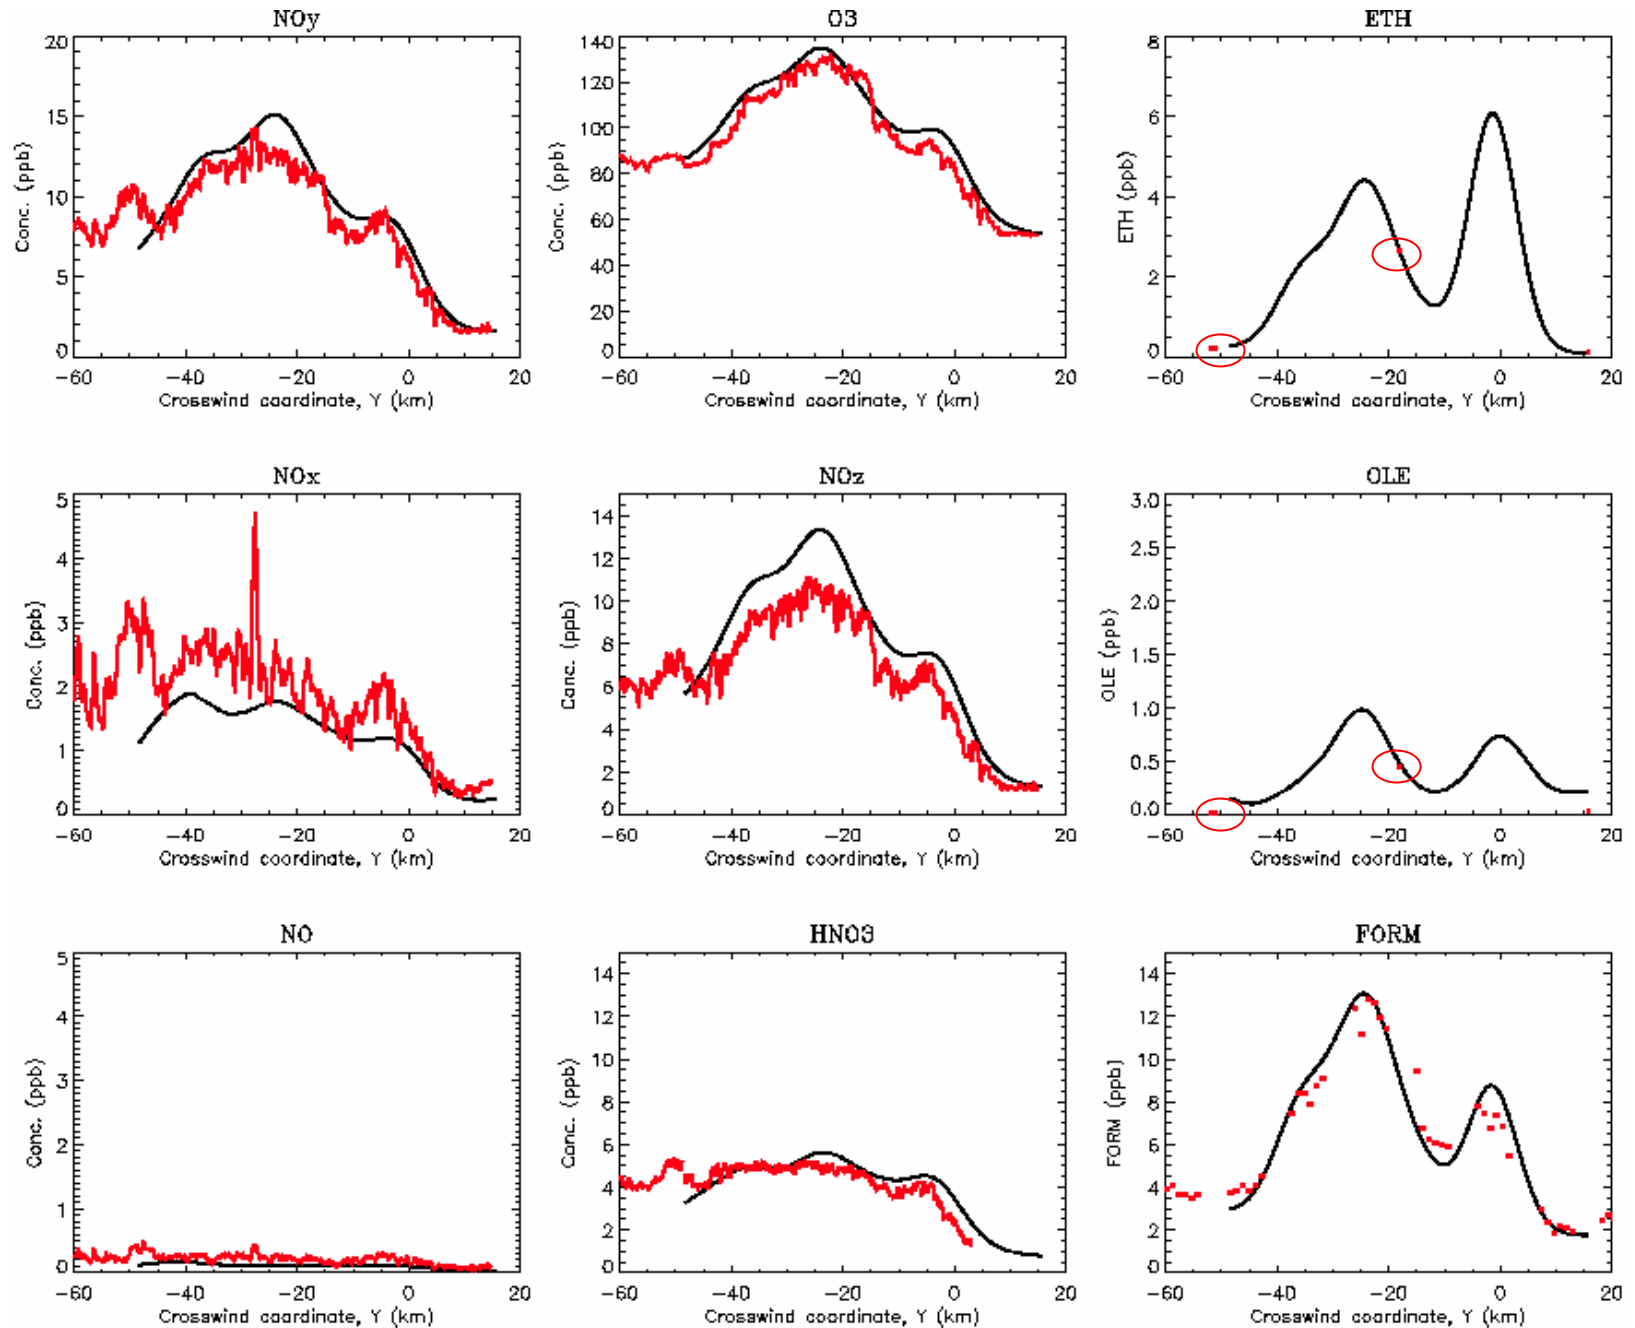 NOy
20
15
10
5
0
Conc. (ppb)
-60 -40 -20 0 20
Crosswind coordinate, Y (km)
O3
140
120
100
80
60
40
20
0
Conc. (ppb)
-60 -40 -20 0 20
Crosswind coordinate, Y (km)
ETH
8
6
4
2
0
ETH (ppb)
-60 -40 -20 0 20
Crosswind coordinate, Y (km)
NOx
5
4
3
2
1
0
Conc. (ppb)
-60 -40 -20 0 20
Crosswind coordinate, Y (km)
NOz
14
12
10
8
6
4
2
0
Conc. (ppb)
-60 -40 -20 0 20
Crosswind coordinate, Y (km)
OLE
3.0
2.5
2.0
1.5
1.0
0.5
0.0
OLE (ppb)
-60 -40 -20 0 20
Crosswind coordinate, Y (km)
NO
5
4
3
2
1
0
Conc. (ppb)
-60 -40 -20 0 20
Crosswind coordinate, Y (km)
HNO3
14
12
10
8
6
4
2
0
Conc. (ppb)
-60 -40 -20 0 20
Crosswind coordinate, Y (km)
FORM
14
12
10
8
6
4
2
0
FORM (ppb)
-60 -40 -20 0 20
Crosswind coordinate, Y (km)